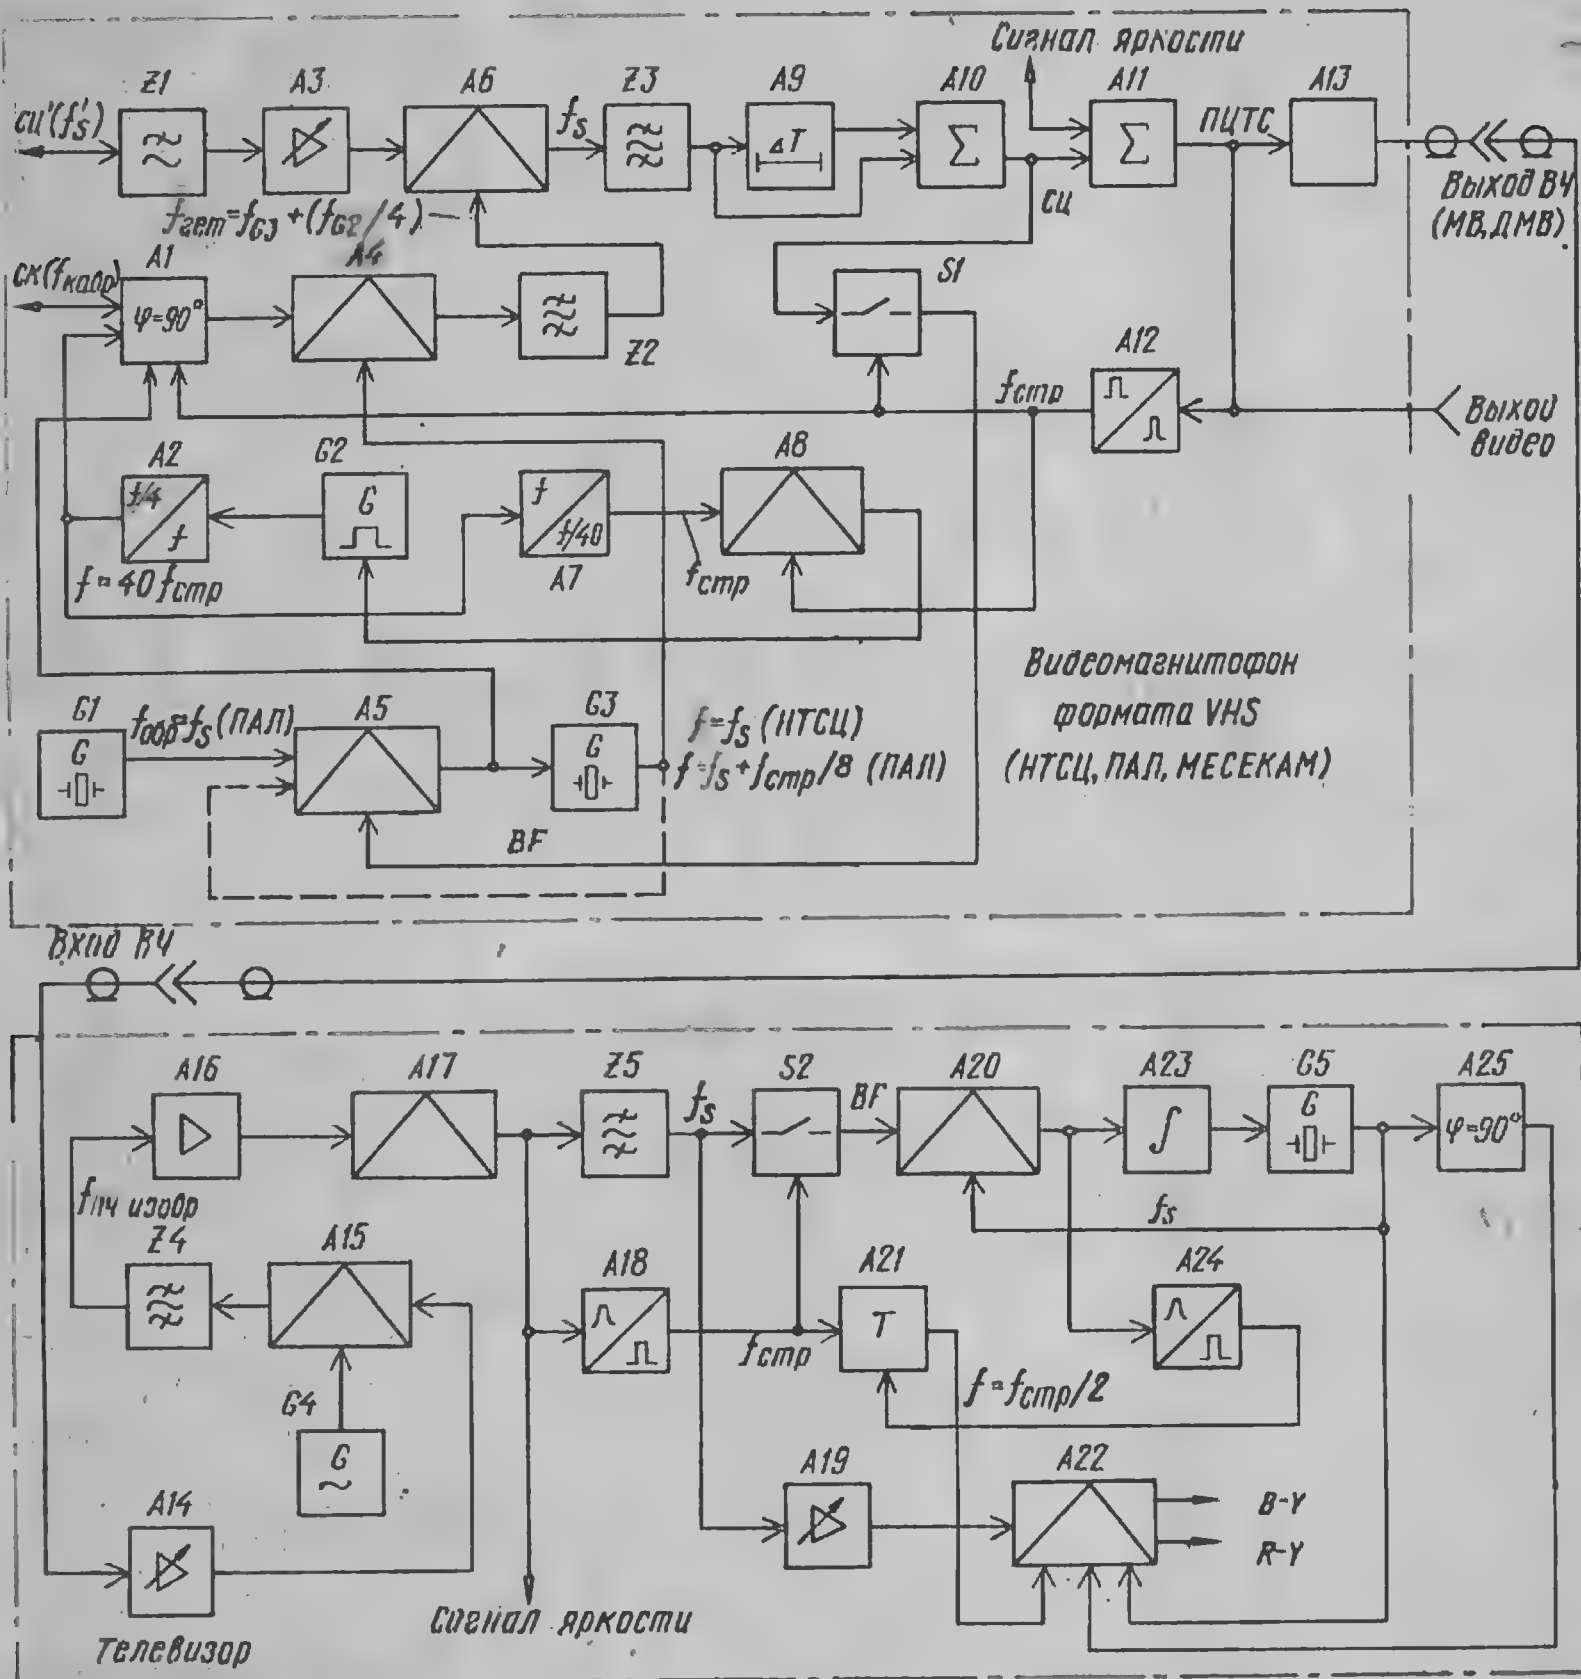 Сигнал яркости
Z1 A3 A6 Z3 A9 A10 A11 A13
сц'(f's)
fs
ΔT
Σ
Σ
ПЦТС
сц
Выход ВЧ
(МВ, ДМВ)
fгет=fG3+(fG2/4)
A1 A4 S1
ск(fкадр)
φ=90°
Z2
A12
fстр
Выход
видео
A2 G2 A8
f/4
f
G
f
f/40
f=40fстр
A7
fстр
Видеомагнитофон
формата VHS
(НТСЦ, ПАЛ, МЕСЕКАМ)
G1 A5 G3
fобр=fs (ПАЛ)
G
G
f=fs (НТСЦ)
f=fs+fстр/8 (ПАЛ)
BF
Вход ВЧ
A16 A17 Z5 S2 A20 A23 G5 A25
fs
BF
∫
G
φ=90°
fпч изобр
fs
Z4 A15 A18 A21 A24
T
fстр
f=fстр/2
G4
G
~
A14 A19 A22
B-Y
R-Y
Сигнал яркости
Телевизор